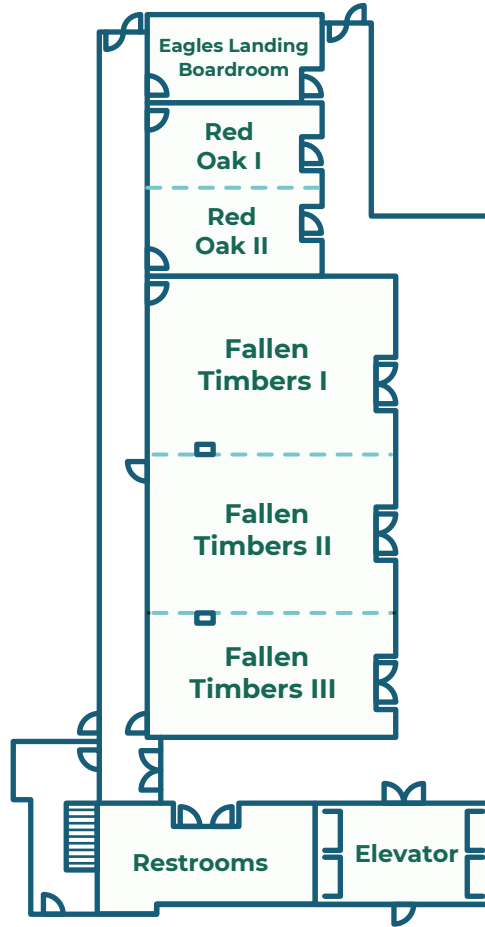 Eagles Landing
Boardroom
Red
Oak I
Red
Oak II
Fallen
Timbers I
Fallen
Timbers II
Fallen
Timbers III
Restrooms
Elevator